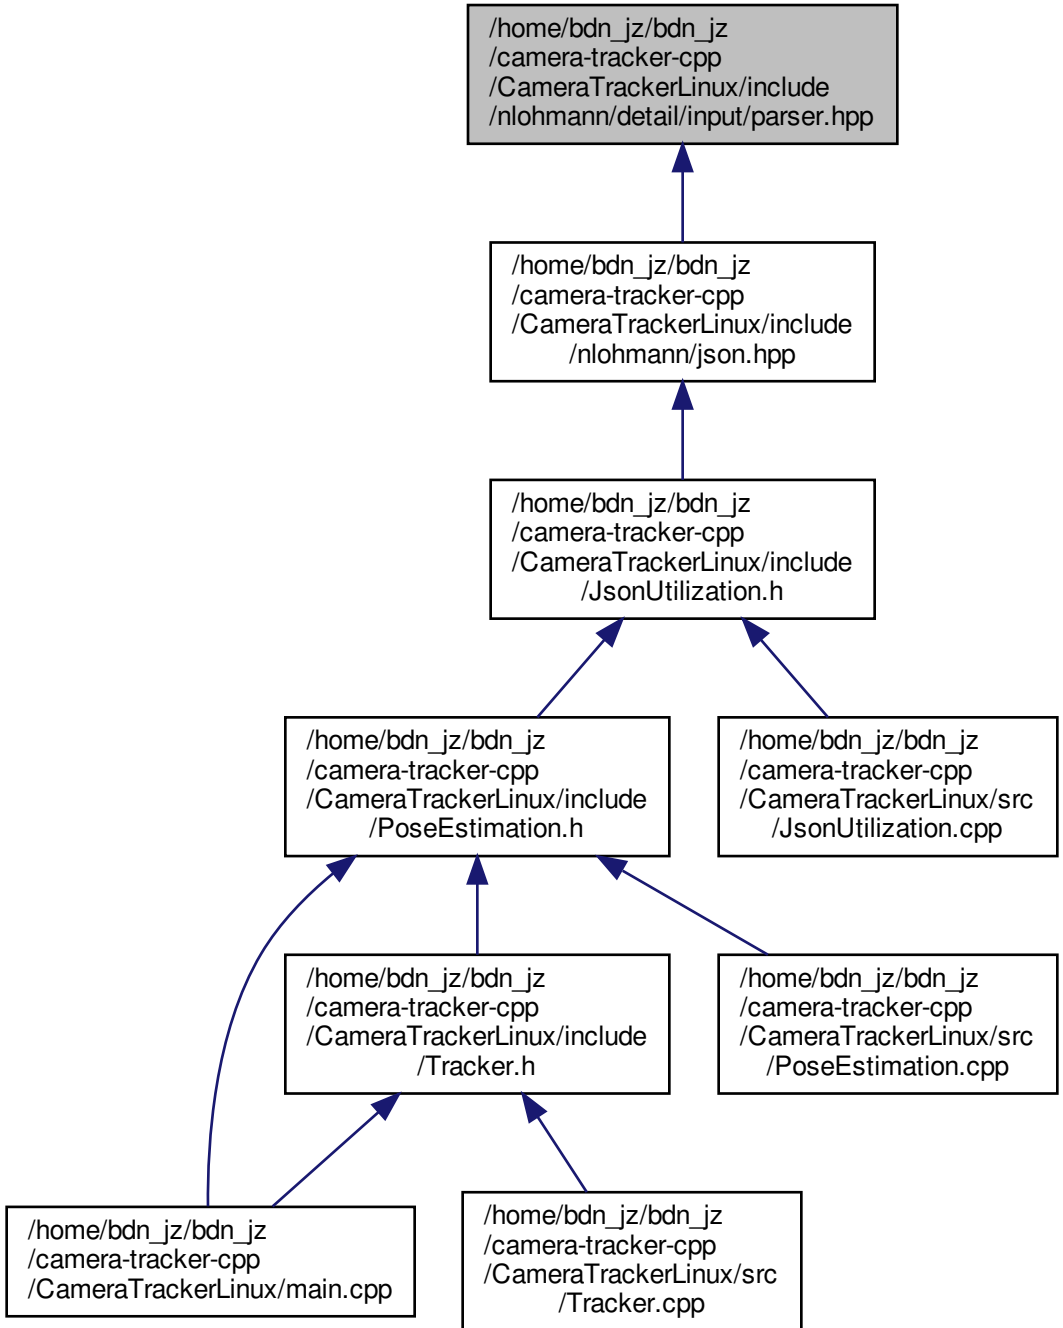 /home/bdn_jz/bdn_jz
/camera-tracker-cpp
/CameraTrackerLinux/include
/nlohmann/detail/input/parser.hpp
/home/bdn_jz/bdn_jz
/camera-tracker-cpp
/CameraTrackerLinux/include
/nlohmann/json.hpp
/home/bdn_jz/bdn_jz
/camera-tracker-cpp
/CameraTrackerLinux/include
/JsonUtilization.h
/home/bdn_jz/bdn_jz
/camera-tracker-cpp
/CameraTrackerLinux/include
/PoseEstimation.h
/home/bdn_jz/bdn_jz
/camera-tracker-cpp
/CameraTrackerLinux/src
/JsonUtilization.cpp
/home/bdn_jz/bdn_jz
/camera-tracker-cpp
/CameraTrackerLinux/include
/Tracker.h
/home/bdn_jz/bdn_jz
/camera-tracker-cpp
/CameraTrackerLinux/src
/PoseEstimation.cpp
/home/bdn_jz/bdn_jz
/camera-tracker-cpp
/CameraTrackerLinux/main.cpp
/home/bdn_jz/bdn_jz
/camera-tracker-cpp
/CameraTrackerLinux/src
/Tracker.cpp